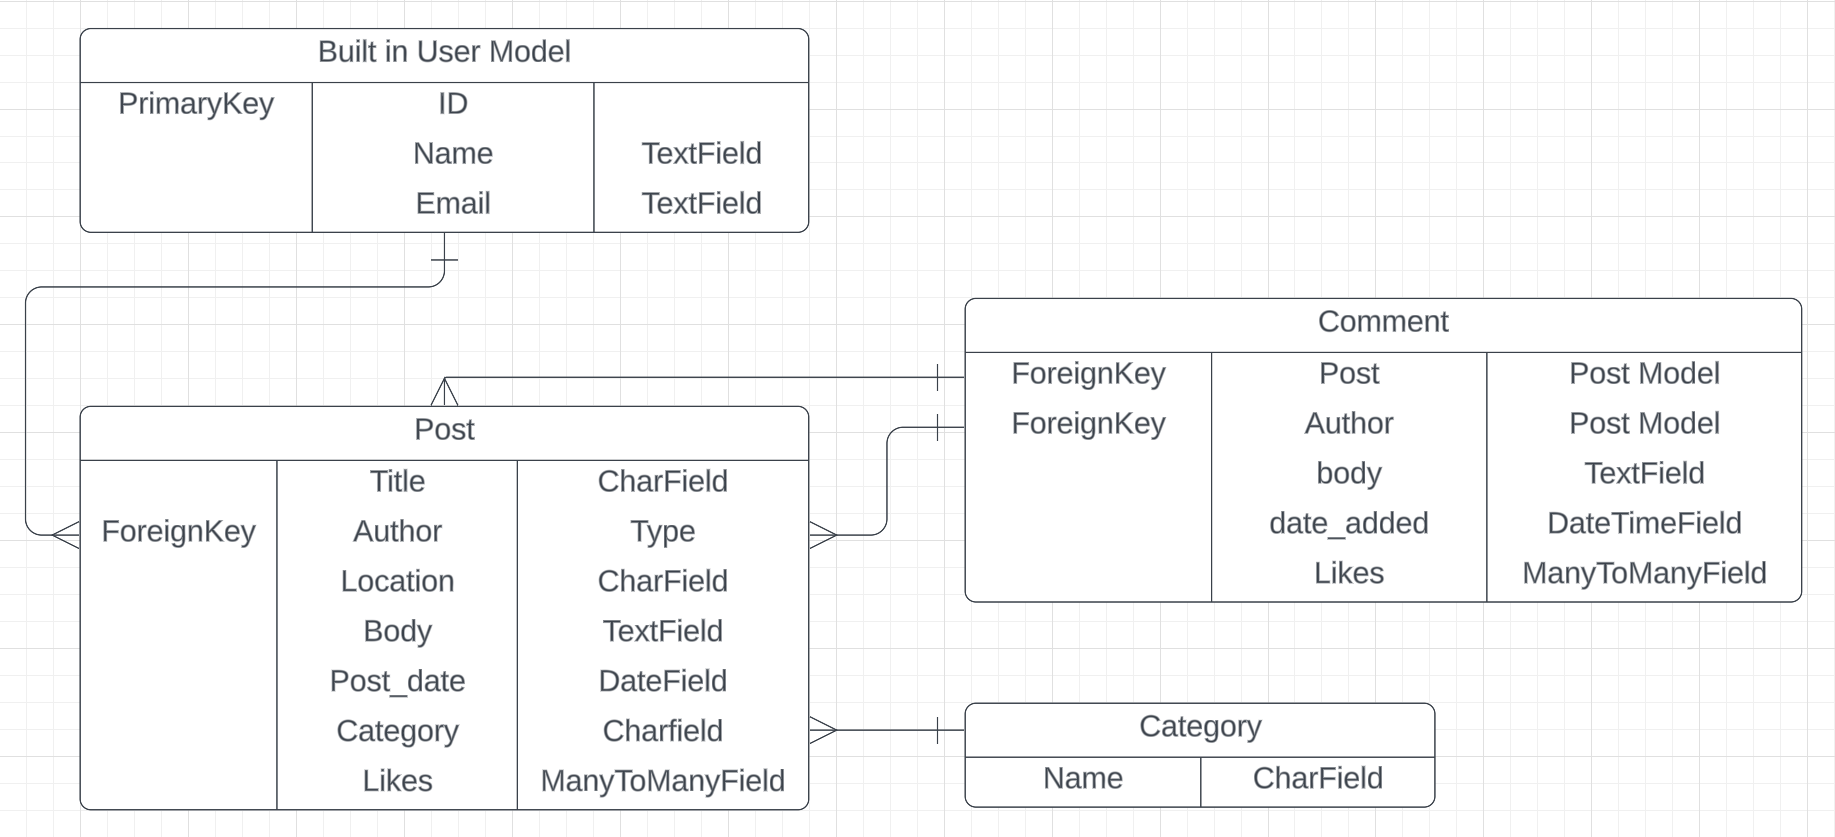 Built in User Model
PrimaryKey ID
Name TextField
Email TextField
Post
Title CharField
ForeignKey Author Type
Location CharField
Body TextField
Post_date DateField
Category Charfield
Likes ManyToManyField
Comment
ForeignKey Post Post Model
ForeignKey Author Post Model
body TextField
date_added DateTimeField
Likes ManyToManyField
Category
Name CharField